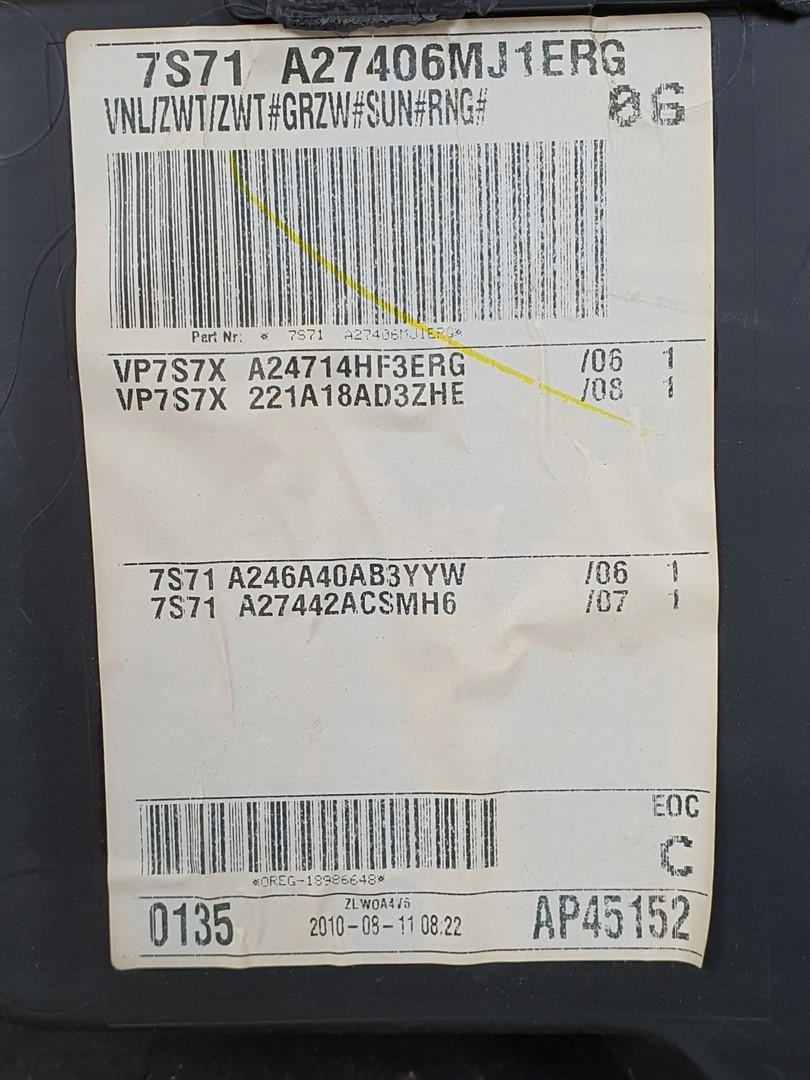 7S71 A27406MJ1ERG
VNL/ZWT/ZWT#GRZW#SUN#RNG# 06
Part Nr: * 7S71 A27406MJ1ERG*
VP7S7X A24714HF3ERG /06 1
VP7S7X 221A18AD3ZHE /08 1
7S71 A246A40AB3YYW /06 1
7S71 A27442ACSMH6 /07 1
EOC
C
*OREG-18986648*
ZLWOA476
0135 2010-08-11 08:22 AP45152